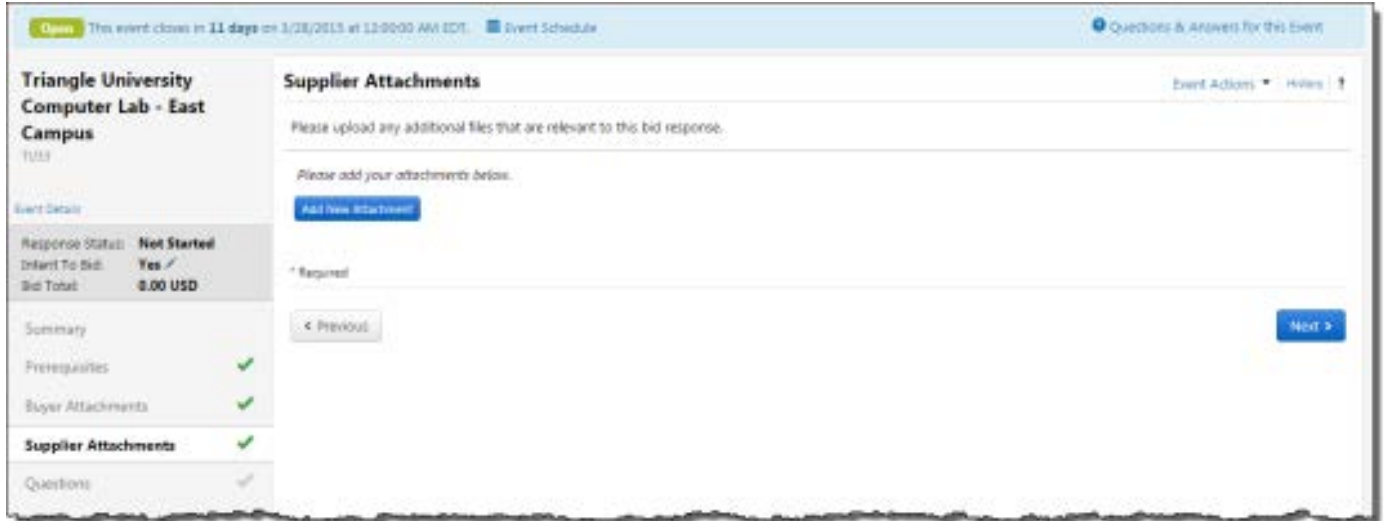 Open This event closes in 11 days on 3/28/2015 at 12:00:00 AM EDT. Event Schedule
Questions & Answers for this Event
Triangle University
Computer Lab - East
Campus
Event Details
Response Status: Not Started
Intent To Bid: Yes
Bid Total: 0.00 USD
Summary
Prerequisites
Buyer Attachments
Supplier Attachments
Questions
Supplier Attachments
Event Actions History ?
Please upload any additional files that are relevant to this bid response.
Please add your attachments below.
Add New Attachment
* Required
< Previous
Next >